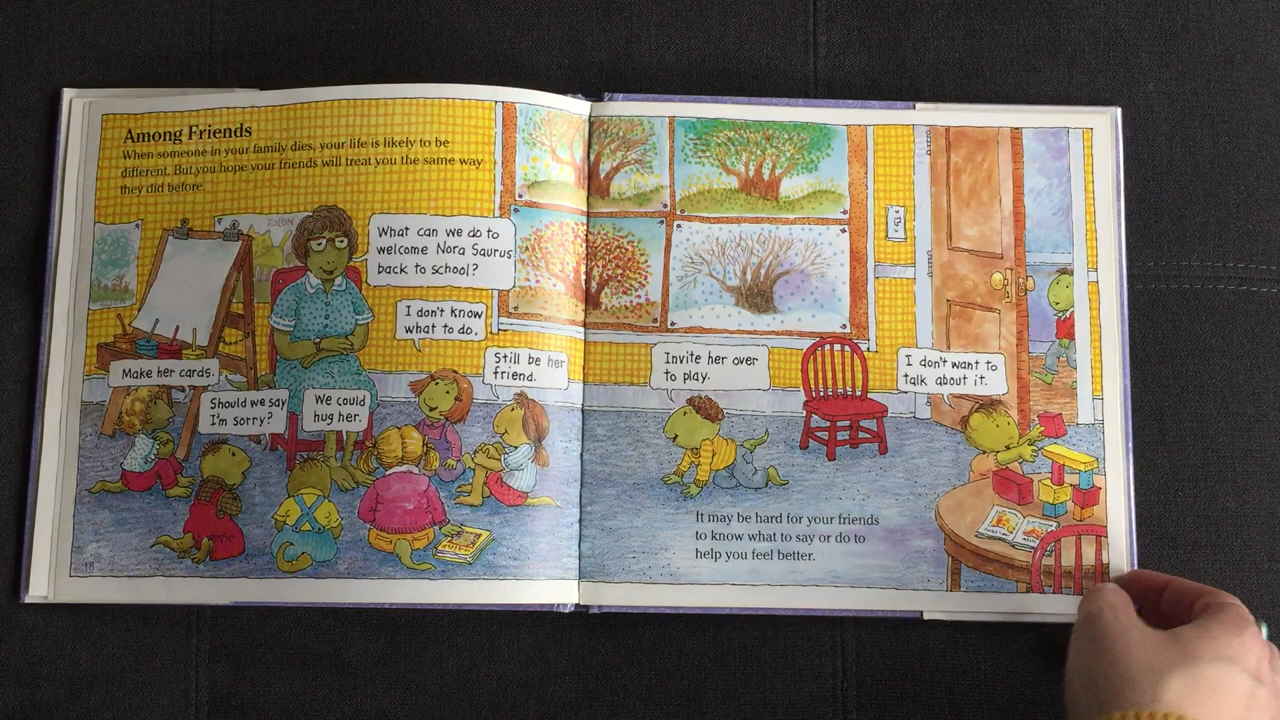 Among Friends
When someone in your family dies, your life is likely to be
different. But you hope your friends will treat you the same way
they did before.
What can we do to
welcome Nora Saurus
back to school?
I don't know
what to do.
Still be her
friend.
Make her cards.
Should we say
I'm sorry?
We could
hug her.
18
Invite her over
to play.
I don't want to
talk about it.
It may be hard for your friends
to know what to say or do to
help you feel better.